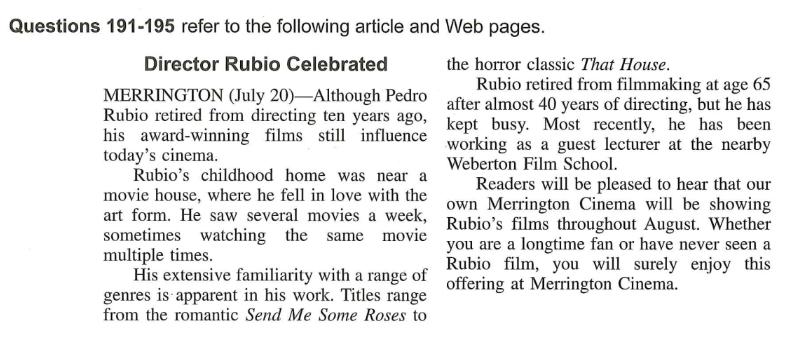 Questions 191-195 refer to the following article and Web pages.
Director Rubio Celebrated
MERRINGTON (July 20)—Although Pedro
Rubio retired from directing ten years ago,
his award-winning films still influence
today's cinema.
Rubio's childhood home was near a
movie house, where he fell in love with the
art form. He saw several movies a week,
sometimes watching the same movie
multiple times.
His extensive familiarity with a range of
genres is apparent in his work. Titles range
from the romantic Send Me Some Roses to
the horror classic That House.
Rubio retired from filmmaking at age 65
after almost 40 years of directing, but he has
kept busy. Most recently, he has been
working as a guest lecturer at the nearby
Weberton Film School.
Readers will be pleased to hear that our
own Merrington Cinema will be showing
Rubio's films throughout August. Whether
you are a longtime fan or have never seen a
Rubio film, you will surely enjoy this
offering at Merrington Cinema.